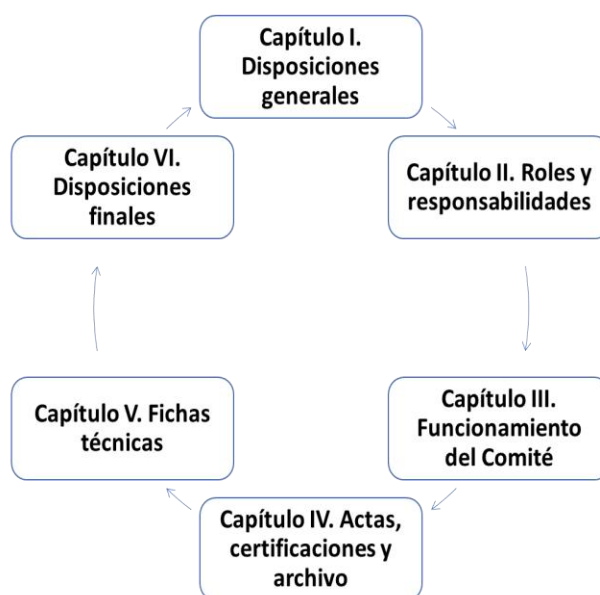 Capítulo I.
Disposiciones
generales
Capítulo II. Roles y
responsabilidades
Capítulo III.
Funcionamiento
del Comité
Capítulo IV. Actas,
certificaciones y
archivo
Capítulo V. Fichas
técnicas
Capítulo VI.
Disposiciones
finales